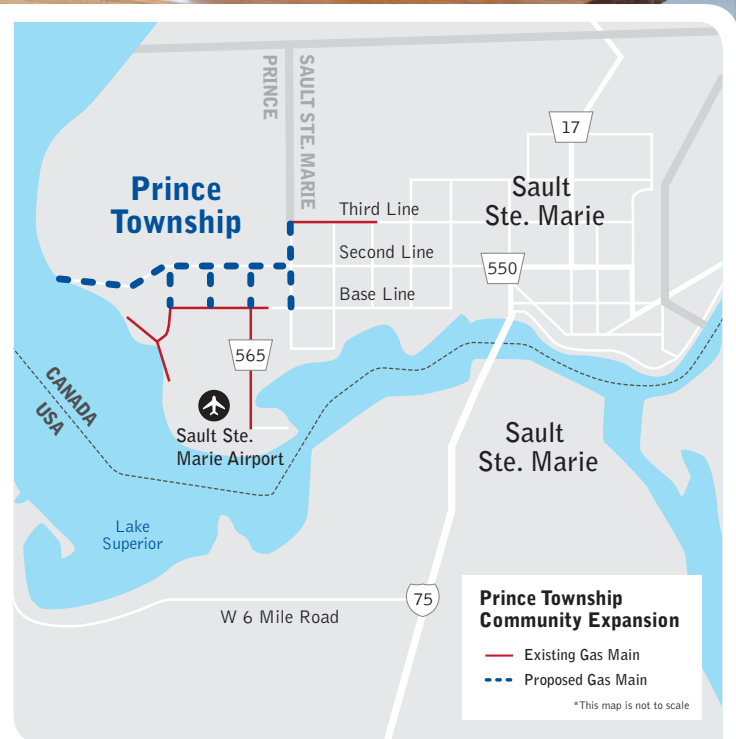 PRINCE
SAULT STE. MARIE
17
Prince
Township
Sault
Ste. Marie
Third Line
Second Line
550
Base Line
565
CANADA
USA
Sault Ste.
Marie Airport
Sault
Ste. Marie
Lake
Superior
75
W 6 Mile Road
Prince Township
Community Expansion
Existing Gas Main
Proposed Gas Main
*This map is not to scale